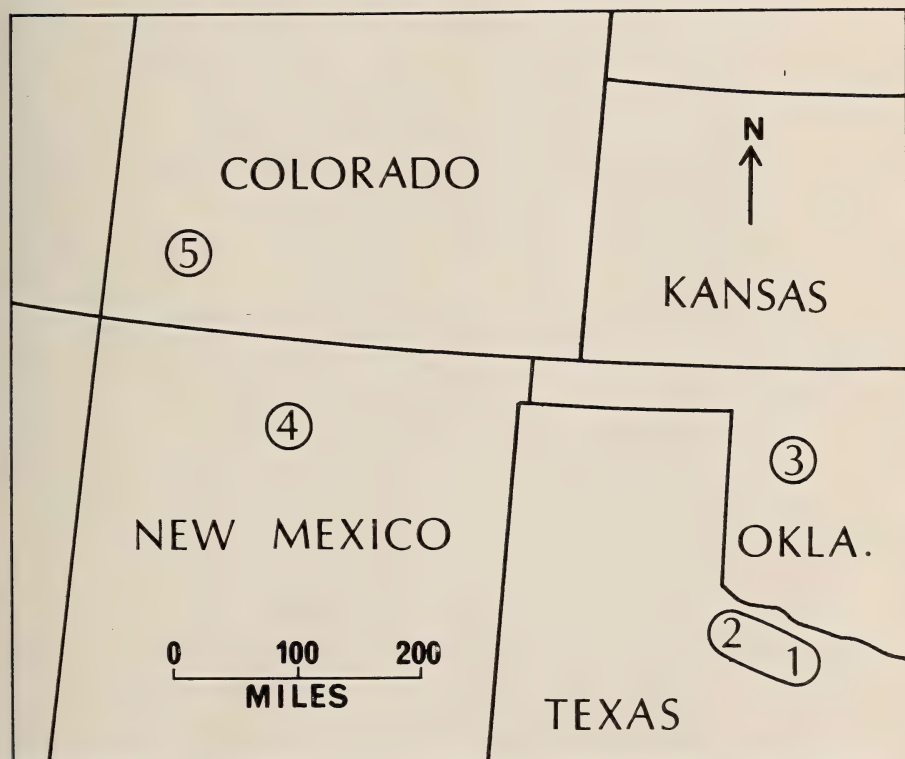 N
COLORADO
⑤
KANSAS
④
③
NEW MEXICO
OKLA.
2
1
0 100 200
MILES
TEXAS